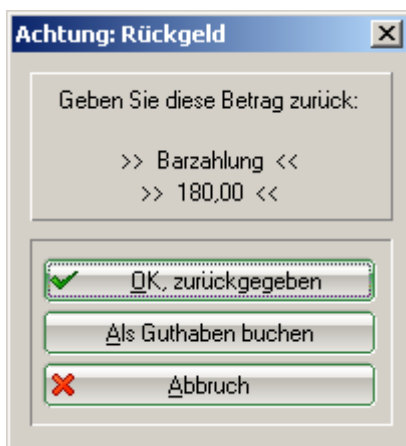 Achtung: Rückgeld
Geben Sie diese Betrag zurück:
>> Barzahlung <<
>> 180,00 <<
OK, zurückgegeben
Als Guthaben buchen
Abbruch